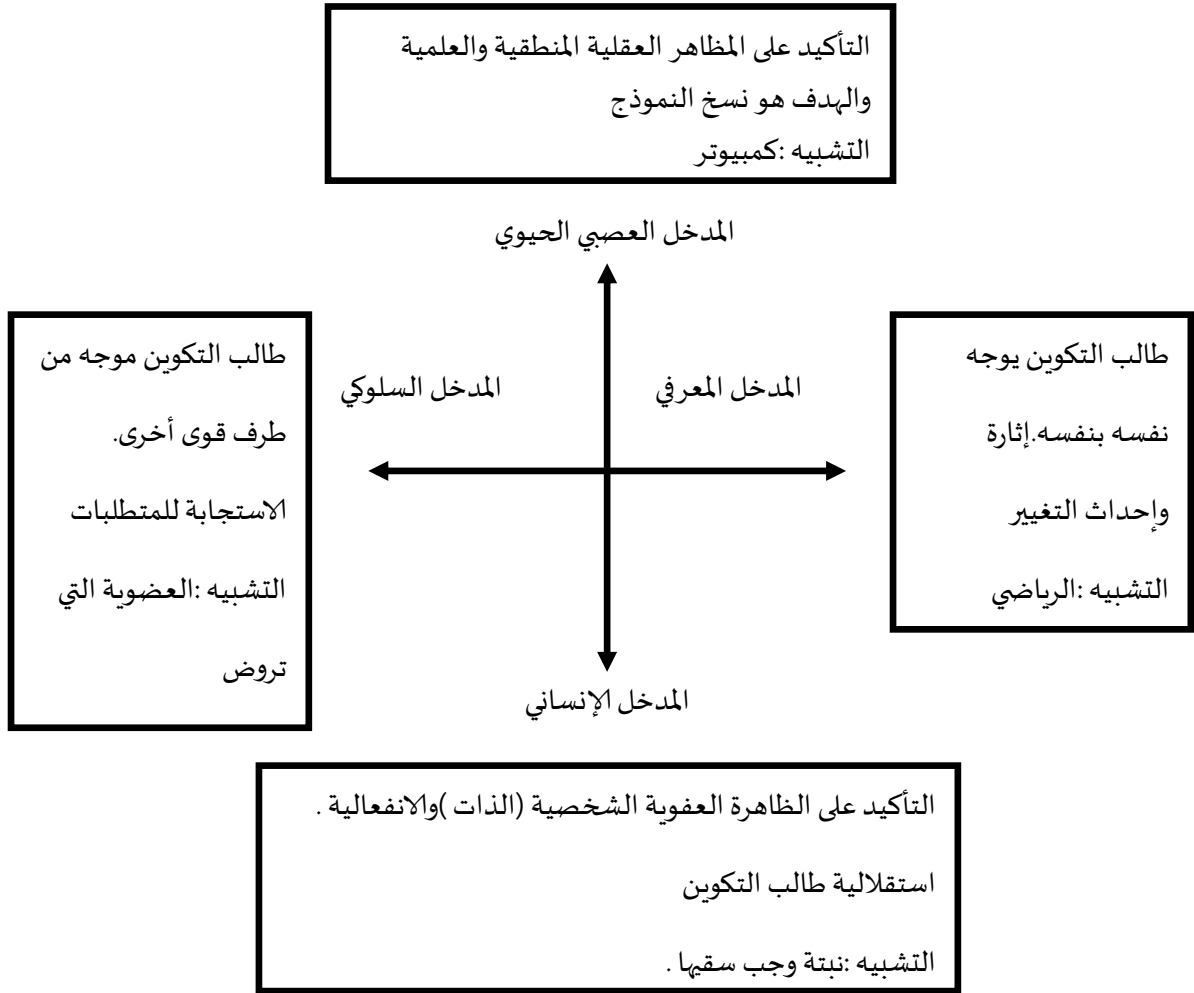 التأكيد على المظاهر العقلية المنطقية والعلمية
والهدف هو نسخ النموذج
التشبيه :كمبيوتر
المدخل العصبي الحيوي
طالب التكوين يوجه
نفسه بنفسه.إثارة
وإحداث التغيير
التشبيه :الرياضي
المدخل المعرفي
المدخل السلوكي
طالب التكوين موجه من
طرف قوى أخرى.
الاستجابة للمتطلبات
التشبيه :العضوية التي
تروض
المدخل الإنساني
التأكيد على الظاهرة العفوية الشخصية (الذات )والانفعالية .
استقلالية طالب التكوين
التشبيه :نبتة وجب سقيها .